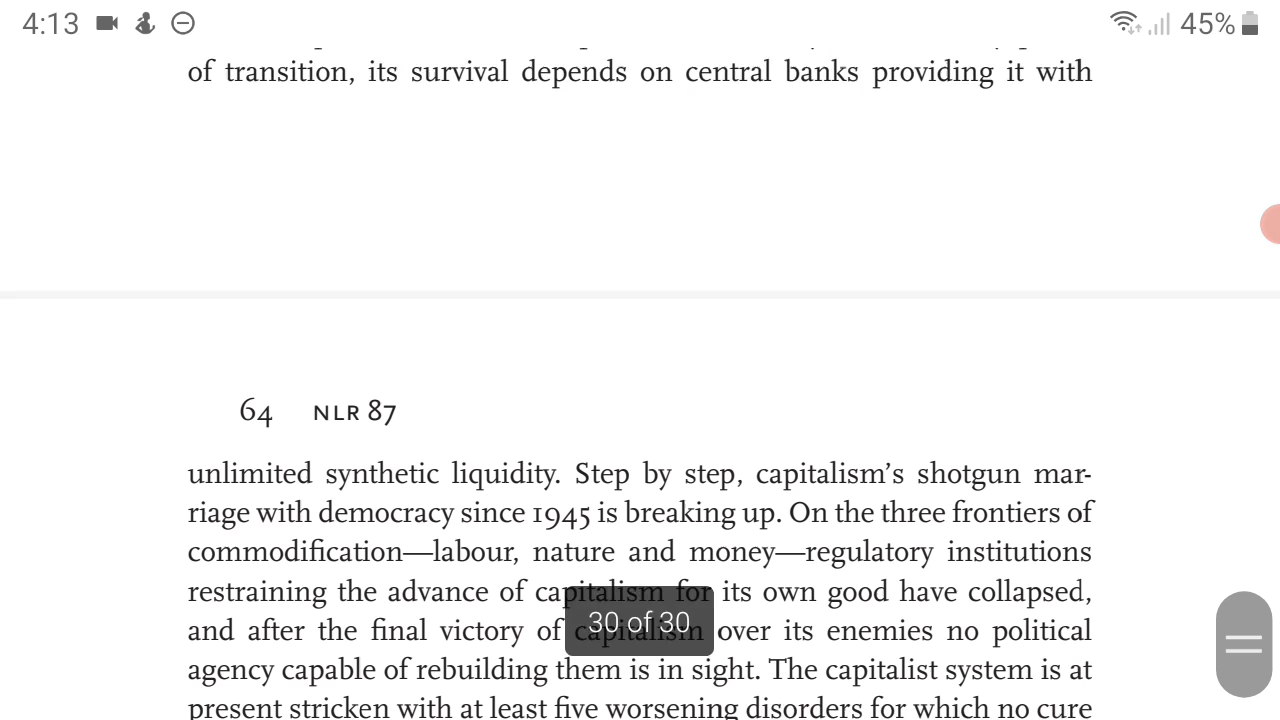 4:13 45%
of transition, its survival depends on central banks providing it with
64 NLR 87
unlimited synthetic liquidity. Step by step, capitalism’s shotgun mar-
riage with democracy since 1945 is breaking up. On the three frontiers of
commodification—labour, nature and money—regulatory institutions
restraining the advance of capitalism for its own good have collapsed,
30 of 30
and after the final victory of capitalism over its enemies no political
agency capable of rebuilding them is in sight. The capitalist system is at
present stricken with at least five worsening disorders for which no cure